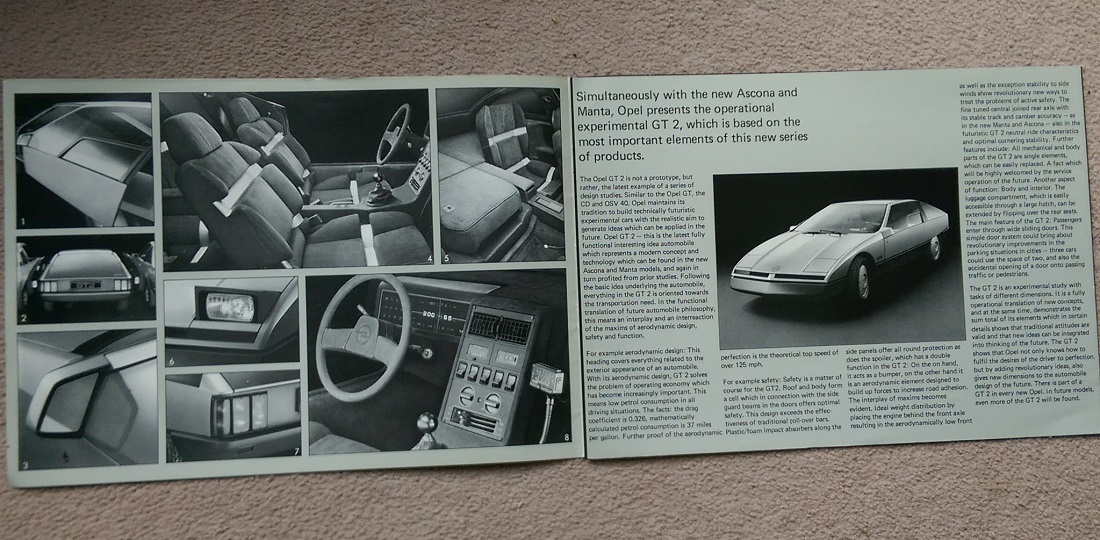 1
2
3
4
5
6
7
8
Simultaneously with the new Ascona and
Manta, Opel presents the operational
experimental GT 2, which is based on the
most important elements of this new series
of products.
The Opel GT 2 is not a prototype, but
rather, the latest example of a series of
design studies. Similar to the Opel GT, the
CD and OSV 40. Opel maintains its
tradition to build technically futuristic
experimental cars with the realistic aim to
generate ideas which can be applied in the
future. Opel GT 2 – this is the latest fully
functional interesting idea automobile
which represents a modern concept and
technology which can be found in the new
Ascona and Manta models, and again in
turn profited from prior studies. Following
the basic idea underlying the automobile,
everything in the GT 2 is oriented towards
the transportation need. In the functional
translation of future automobile philosophy,
this means an interplay and an interaction
of the maxims of aerodynamic design,
safety and function.
For example aerodynamic design: This
heading covers everything related to the
exterior appearance of an automobile.
With its aerodynamic design, GT 2 solves
the problem of operating economy which
has become increasingly important. This
means low petrol consumption in all
driving situations. The facts: the drag
coefficient is 0.326, mathematically
calculated petrol consumption is 37 miles
per gallon. Further proof of the aerodynamic
perfection is the theoretical top speed of
over 125 mph.
For example safety: Safety is a matter of
course for the GT2. Roof and body form
a cell which in connection with the side
guard beams in the doors offers optimal
safety. This design exceeds the effec-
tiveness of traditional roll-over bars.
Plastic/foam impact absorbers along the
side panels offer all round protection as
does the spoiler, which has a double
function in the GT 2: On the one hand,
it acts as a bumper, on the other hand it
is an aerodynamic element designed to
build up forces to increase road adhesion.
The interplay of maxims becomes
evident. Ideal weight distribution by
placing the engine behind the front axle
resulting in the aerodynamically low front
as well as the exception stability to side
winds show revolutionary new ways to
treat the problems of active safety. The
fine tuned central joined rear axle with
its stable track and camber accuracy – as
in the new Manta and Ascona – also in the
futuristic GT 2 neutral ride characteristics
and optimal cornering stability. Further
features include: All mechanical and body
parts of the GT 2 are single elements,
which can be easily replaced. A fact which
will be highly welcomed by the service
operation of the future. Another aspect
of function: Body and interior. The
luggage compartment, which is easily
accessible through a large hatch, can be
extended by flipping over the rear seats.
The main feature of the GT 2: Passengers
enter through wide sliding doors. This
simple door system could bring about
revolutionary improvements in the
parking situations in cities – three cars
could use the space of two, and also the
accidental opening of a door onto passing
traffic or pedestrians.
The GT 2 is an experimental study with
tasks of different dimensions. It is a fully
operational translation of new concepts,
and at the same time, demonstrates the
sum total of its elements which in certain
details shows that traditional attitudes are
valid and that new ideas can be integrated
into thinking of the future. The GT 2
shows that Opel not only knows how to
fulfil the desires of the driver to perfection,
but by adding revolutionary ideas, also
gives new dimensions to the automobile
design of the future. There is a part of
GT 2 in every new Opel. In future models,
even more of the GT 2 will be found.